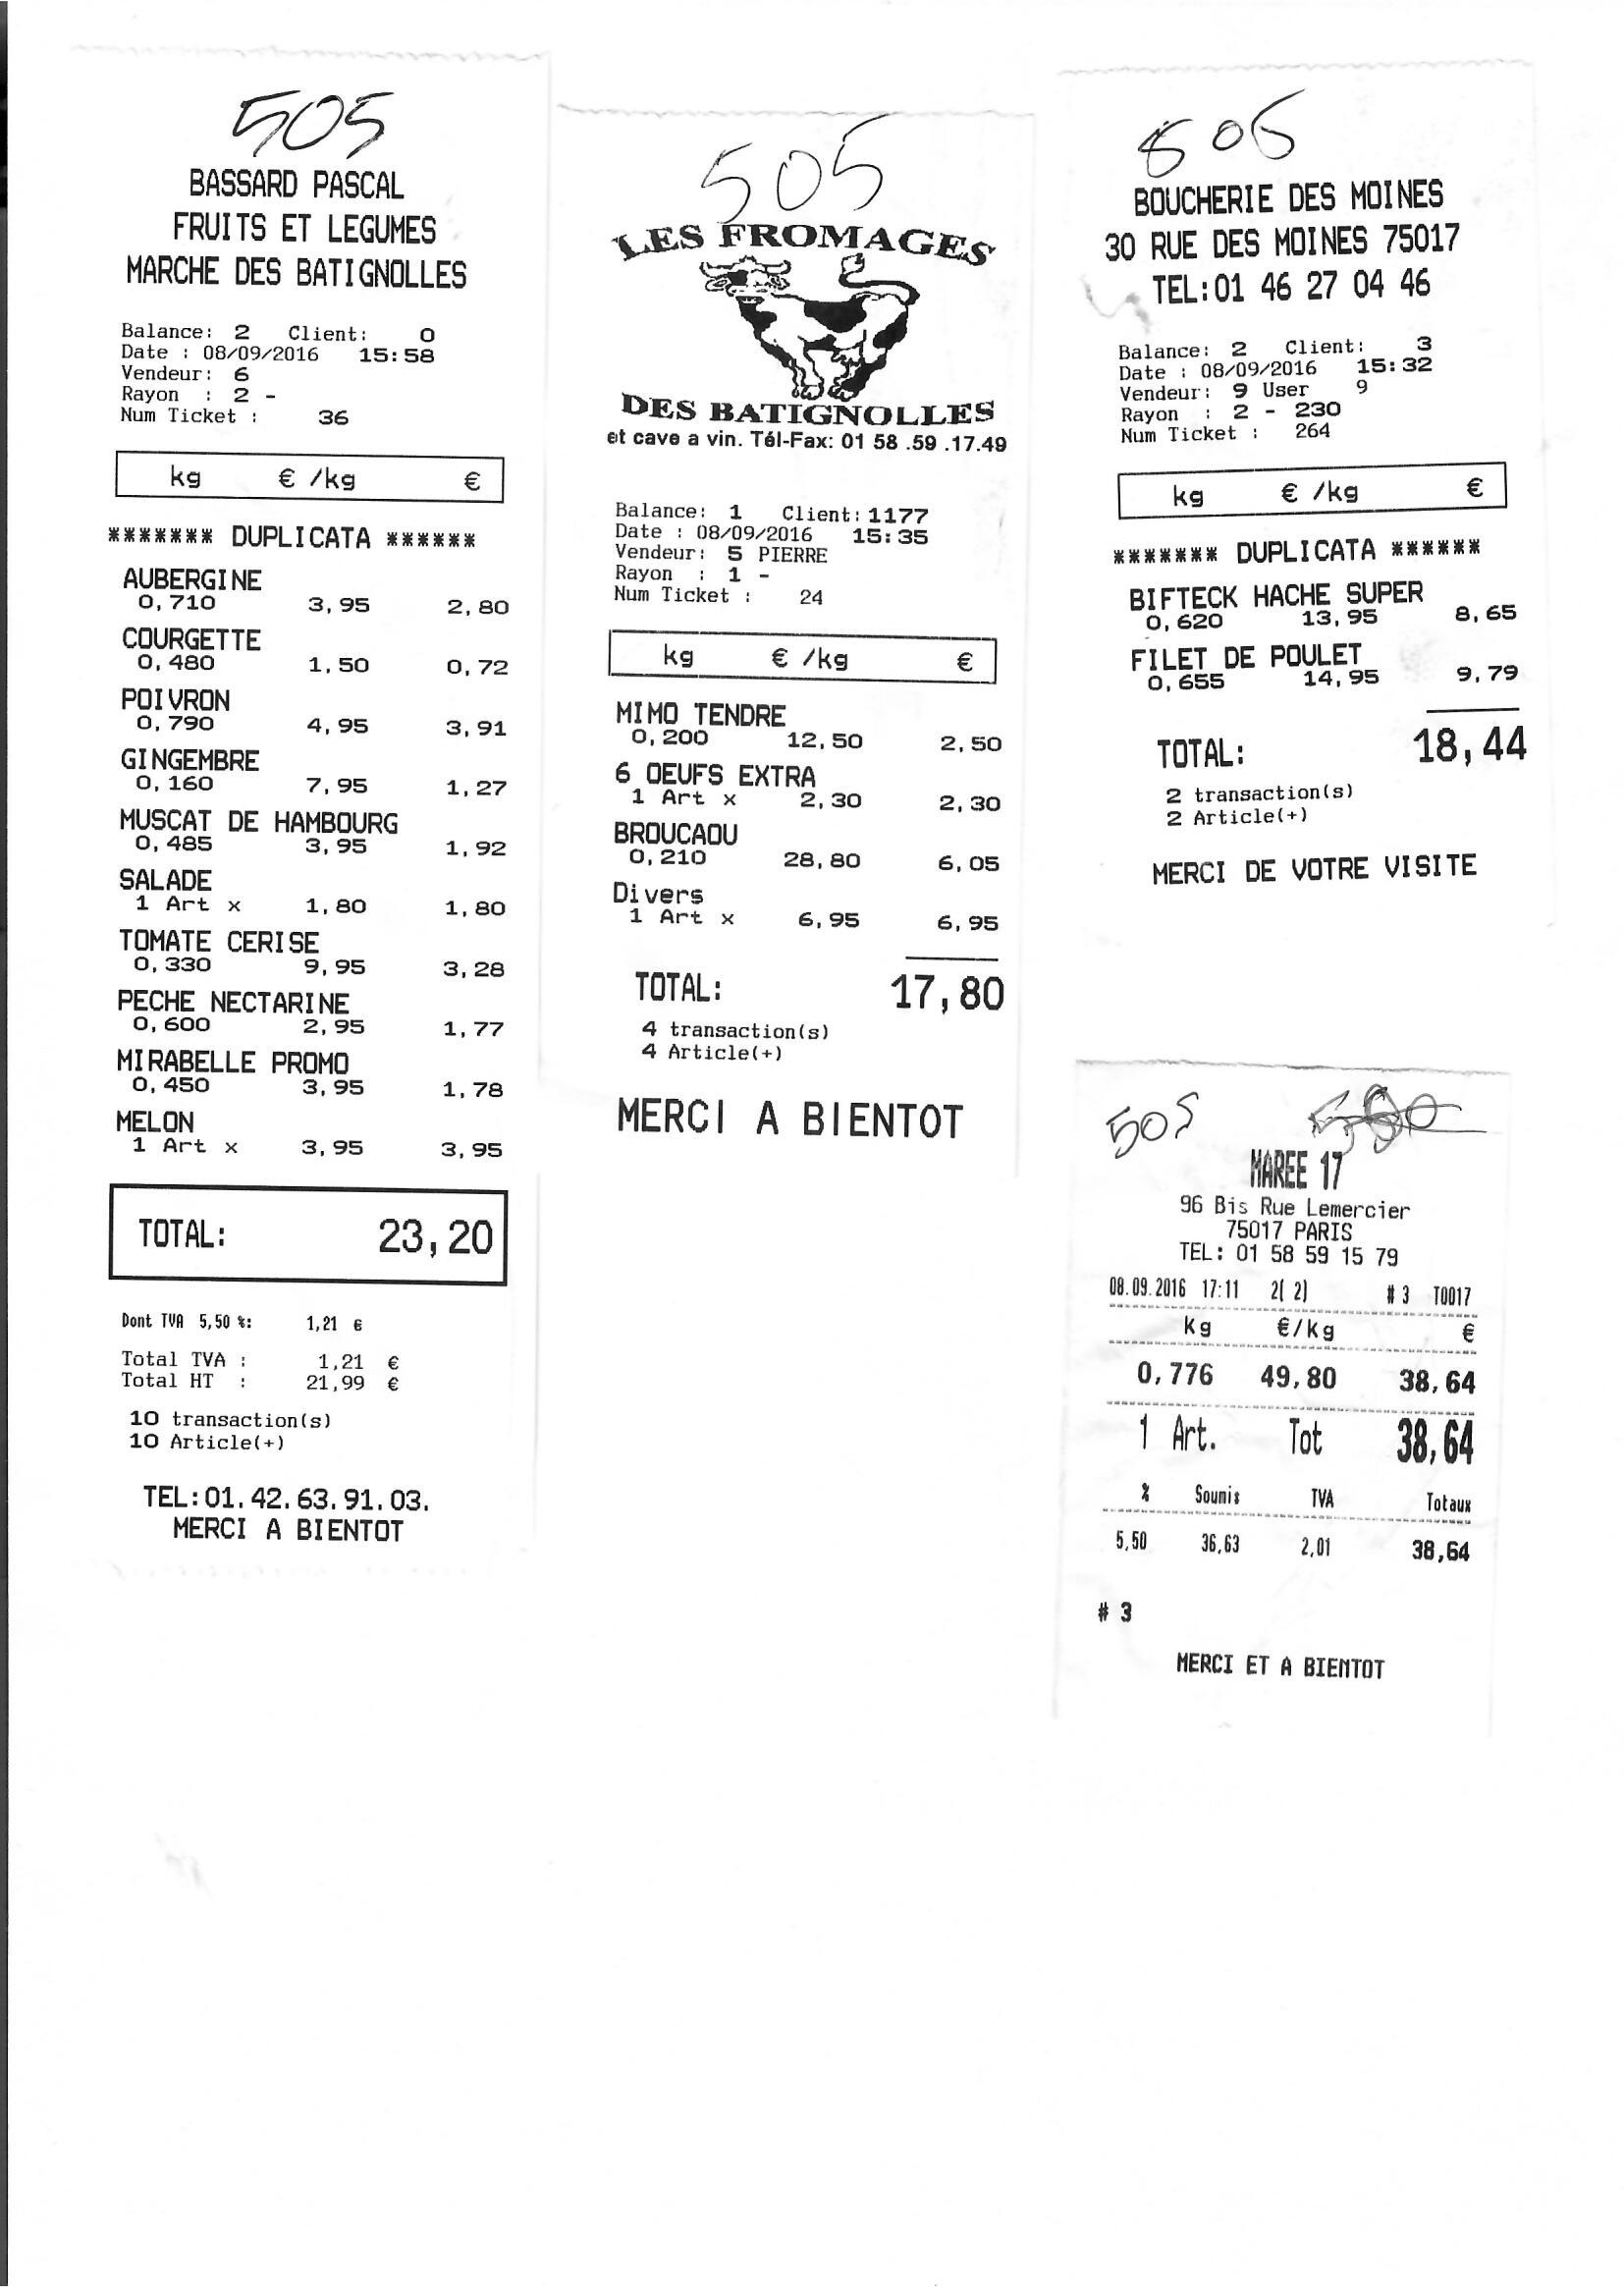 505
BASSARD PASCAL
FRUITS ET LEGUMES
MARCHE DES BATIGNOLLES
Balance: 2 Client: 0
Date : 08/09/2016 15:58
Vendeur: 6
Rayon : 2 -
Num Ticket : 36
kg € /kg €
******* DUPLICATA ******
AUBERGINE
0,710 3,95 2,80
COURGETTE
0,480 1,50 0,72
POIVRON
0,790 4,95 3,91
GINGEMBRE
0,160 7,95 1,27
MUSCAT DE HAMBOURG
0,485 3,95 1,92
SALADE
1 Art x 1,80 1,80
TOMATE CERISE
0,330 9,95 3,28
PECHE NECTARINE
0,600 2,95 1,77
MIRABELLE PROMO
0,450 3,95 1,78
MELON
1 Art x 3,95 3,95
TOTAL: 23,20
Dont TVA 5,50 %: 1,21 €
Total TVA : 1,21 €
Total HT : 21,99 €
10 transaction(s)
10 Article(+)
TEL:01.42.63.91.03.
MERCI A BIENTOT
505
LES FROMAGES
DES BATIGNOLLES
et cave a vin. Tél-Fax: 01 58 .59 .17.49
Balance: 1 Client: 1177
Date : 08/09/2016 15:35
Vendeur: 5 PIERRE
Rayon : 1 -
Num Ticket : 24
kg € /kg €
MIMO TENDRE
0,200 12,50 2,50
6 OEUFS EXTRA
1 Art x 2,30 2,30
BROUCAOU
0,210 28,80 6,05
Divers
1 Art x 6,95 6,95
TOTAL: 17,80
4 transaction(s)
4 Article(+)
MERCI A BIENTOT
505
BOUCHERIE DES MOINES
30 RUE DES MOINES 75017
TEL:01 46 27 04 46
Balance: 2 Client: 3
Date : 08/09/2016 15:32
Vendeur: 9 User 9
Rayon : 2 - 230
Num Ticket : 264
kg € /kg €
******* DUPLICATA ******
BIFTECK HACHE SUPER
0,620 13,95 8,65
FILET DE POULET
0,655 14,95 9,79
TOTAL: 18,44
2 transaction(s)
2 Article(+)
MERCI DE VOTRE VISITE
505
MAREE 17
96 Bis Rue Lemercier
75017 PARIS
TEL: 01 58 59 15 79
08.09.2016 17:11 2( 2) # 3 T0017
kg €/kg €
0,776 49,80 38,64
1 Art. Tot 38,64
% Soumis TVA Totaux
5,50 36,63 2,01 38,64
# 3
MERCI ET A BIENTOT